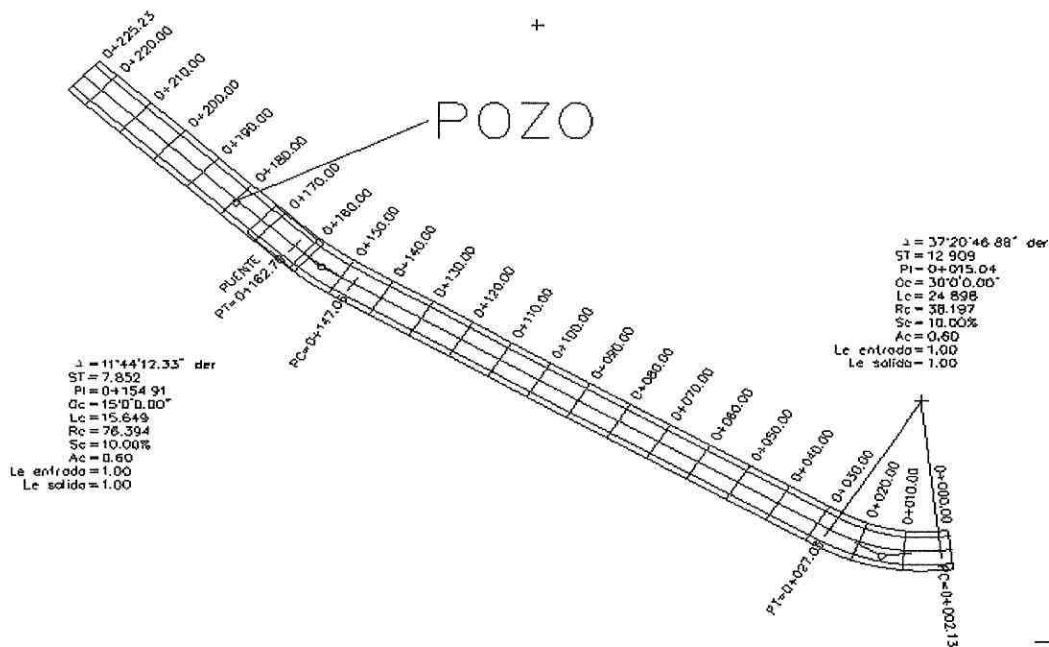 0+225.23
0+220.00
0+210.00
0+200.00
0+190.00
0+180.00
0+170.00
0+160.00
0+150.00
0+140.00
0+130.00
0+120.00
0+110.00
0+100.00
0+090.00
0+080.00
0+070.00
0+060.00
0+050.00
0+040.00
0+030.00
0+020.00
0+010.00
0+000.00
POZO
PUENTE
PC=0+147.06
PT=0+027.03
PC=0+002.13
Δ = 37°20'46.88" der
ST = 12.909
PI = 0+015.04
Gc = 30°0'0.00"
Lc = 24.898
Rc = 38.197
Sc = 10.00%
Ac = 0.60
Le entrada = 1.00
Le salida = 1.00
Δ = 11°44'12.33" der
ST = 7.852
PI = 0+154.91
Gc = 15°0'0.00"
Lc = 15.649
Rc = 76.394
Sc = 10.00%
Ac = 0.60
Le entrada = 1.00
Le salida = 1.00